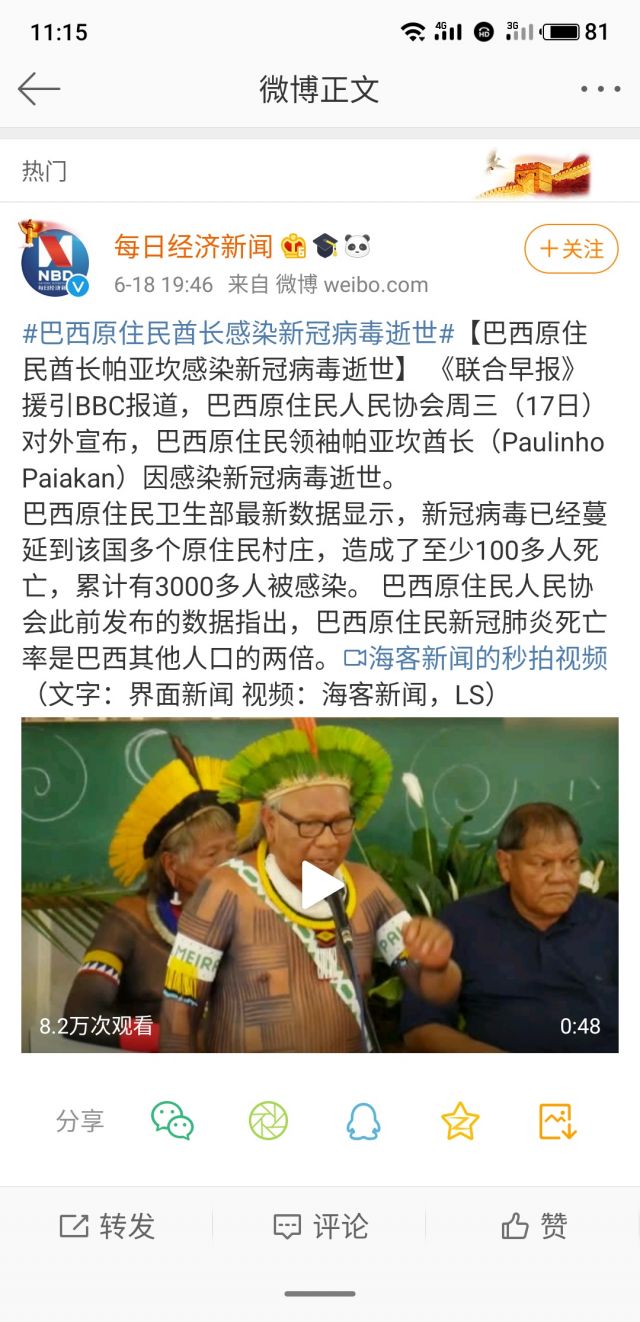 11:15
4G
HD
3G
81
微博正文
热门
NBD
每日经济新闻
6-18 19:46 来自 微博 weibo.com
+关注
#巴西原住民酋长感染新冠病毒逝世#【巴西原住
民酋长帕亚坎感染新冠病毒逝世】《联合早报》
援引BBC报道，巴西原住民人民协会周三（17日）
对外宣布，巴西原住民领袖帕亚坎酋长（Paulinho
Paiakan）因感染新冠病毒逝世。
巴西原住民卫生部最新数据显示，新冠病毒已经蔓
延到该国多个原住民村庄，造成了至少100多人死
亡，累计有3000多人被感染。 巴西原住民人民协
会此前发布的数据指出，巴西原住民新冠肺炎死亡
率是巴西其他人口的两倍。海客新闻的秒拍视频
（文字：界面新闻 视频：海客新闻，LS）
MEIRA
PAI
8.2万次观看
0:48
分享
转发
评论
赞